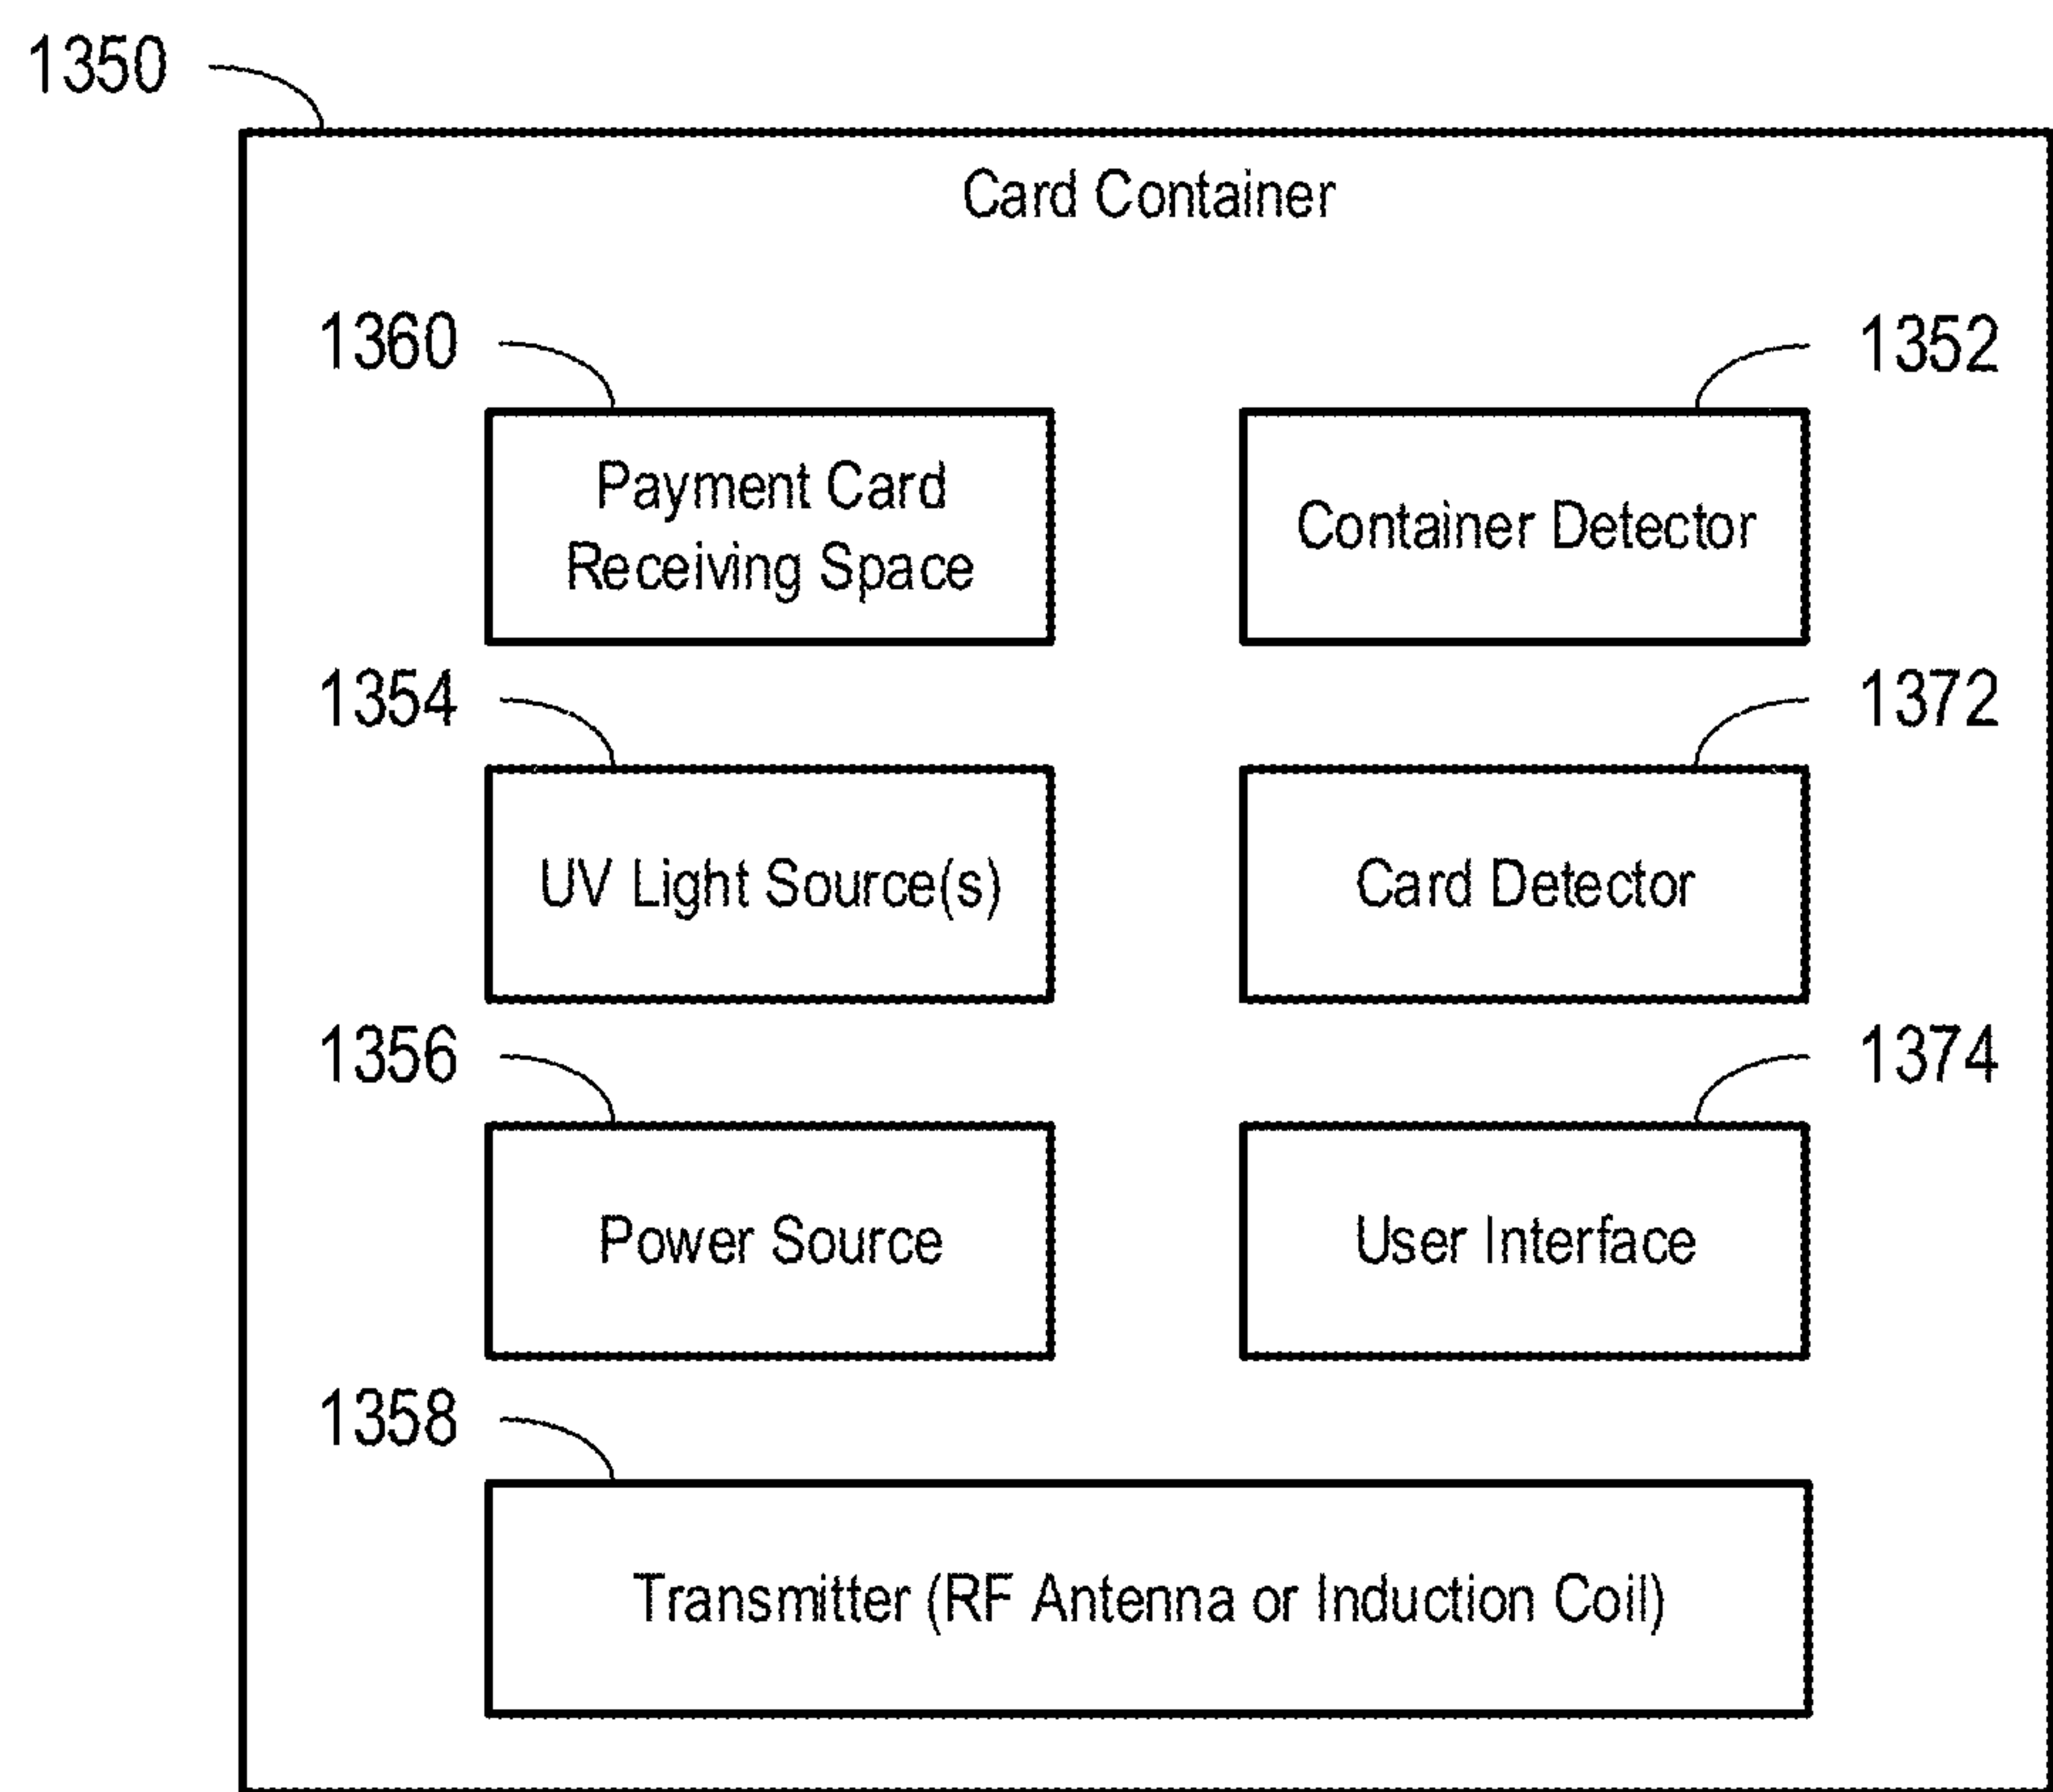 1350
Card Container
1360
1352
Payment Card
Receiving Space
Container Detector
1354
1372
UV Light Source(s)
Card Detector
1356
1374
Power Source
User Interface
1358
Transmitter (RF Antenna or Induction Coil)